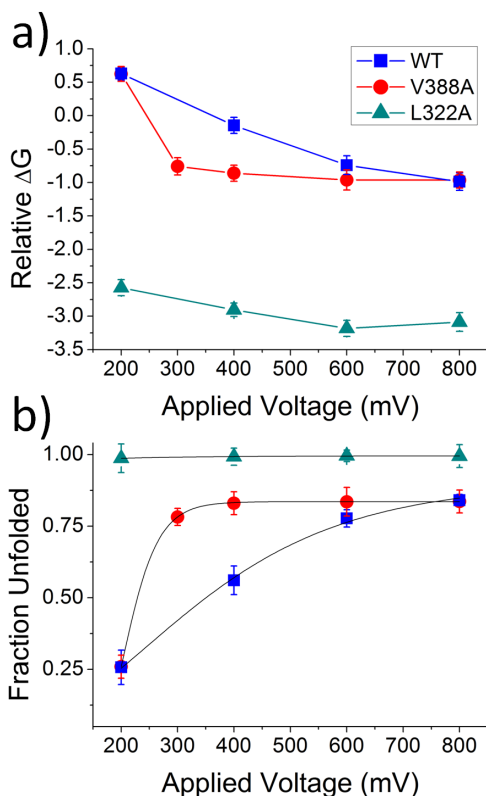 a)
1.0
0.5
0.0
-0.5
-1.0
-1.5
-2.0
-2.5
-3.0
-3.5
Relative ΔG
WT
V388A
L322A
200 300 400 500 600 700 800
Applied Voltage (mV)
b)
1.00
0.75
0.50
0.25
Fraction Unfolded
200 300 400 500 600 700 800
Applied Voltage (mV)